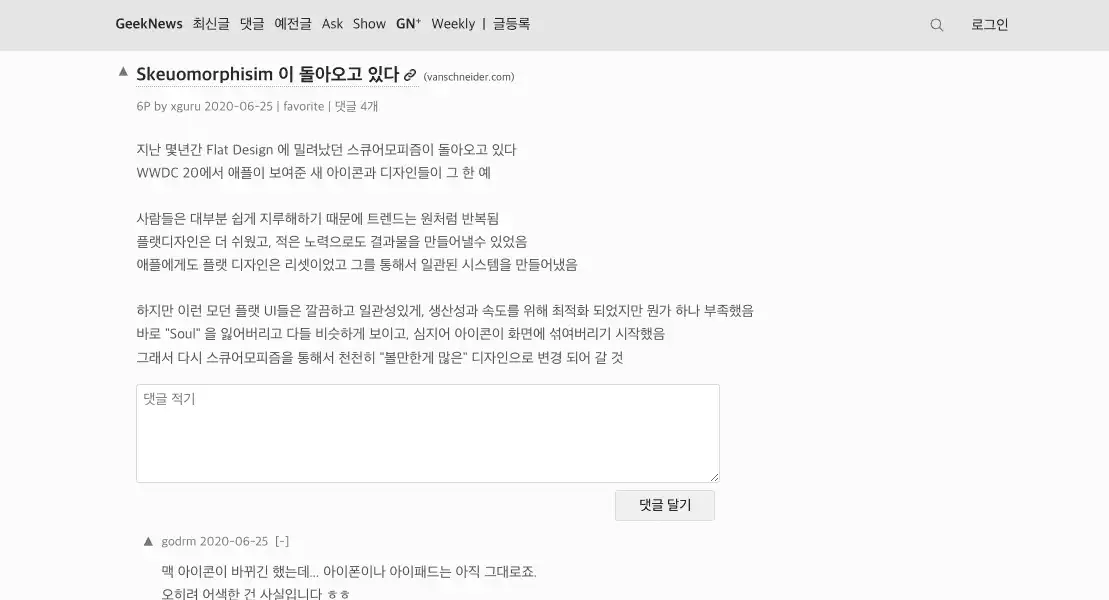 GeekNews 최신글 댓글 예전글 Ask Show GN⁺ Weekly | 글등록 로그인
▲ Skeuomorphisim 이 돌아오고 있다 (vanschneider.com)
6P by xguru 2020-06-25 | favorite | 댓글 4개
지난 몇년간 Flat Design 에 밀려났던 스큐어모피즘이 돌아오고 있다
WWDC 20에서 애플이 보여준 새 아이콘과 디자인들이 그 한 예
사람들은 대부분 쉽게 지루해하기 때문에 트렌드는 원처럼 반복됨
플랫디자인은 더 쉬웠고, 적은 노력으로도 결과물을 만들어낼수 있었음
애플에게도 플랫 디자인은 리셋이었고 그를 통해서 일관된 시스템을 만들어냈음
하지만 이런 모던 플랫 UI들은 깔끔하고 일관성있게, 생산성과 속도를 위해 최적화 되었지만 뭔가 하나 부족했음
바로 "Soul" 을 잃어버리고 다들 비슷하게 보이고, 심지어 아이콘이 화면에 섞여버리기 시작했음
그래서 다시 스큐어모피즘을 통해서 천천히 "볼만한게 많은" 디자인으로 변경 되어 갈 것
댓글 적기
댓글 달기
▲ godrm 2020-06-25 [-]
맥 아이콘이 바뀌긴 했는데... 아이폰이나 아이패드는 아직 그대로죠.
오히려 어색한 건 사실입니다 ㅎㅎ